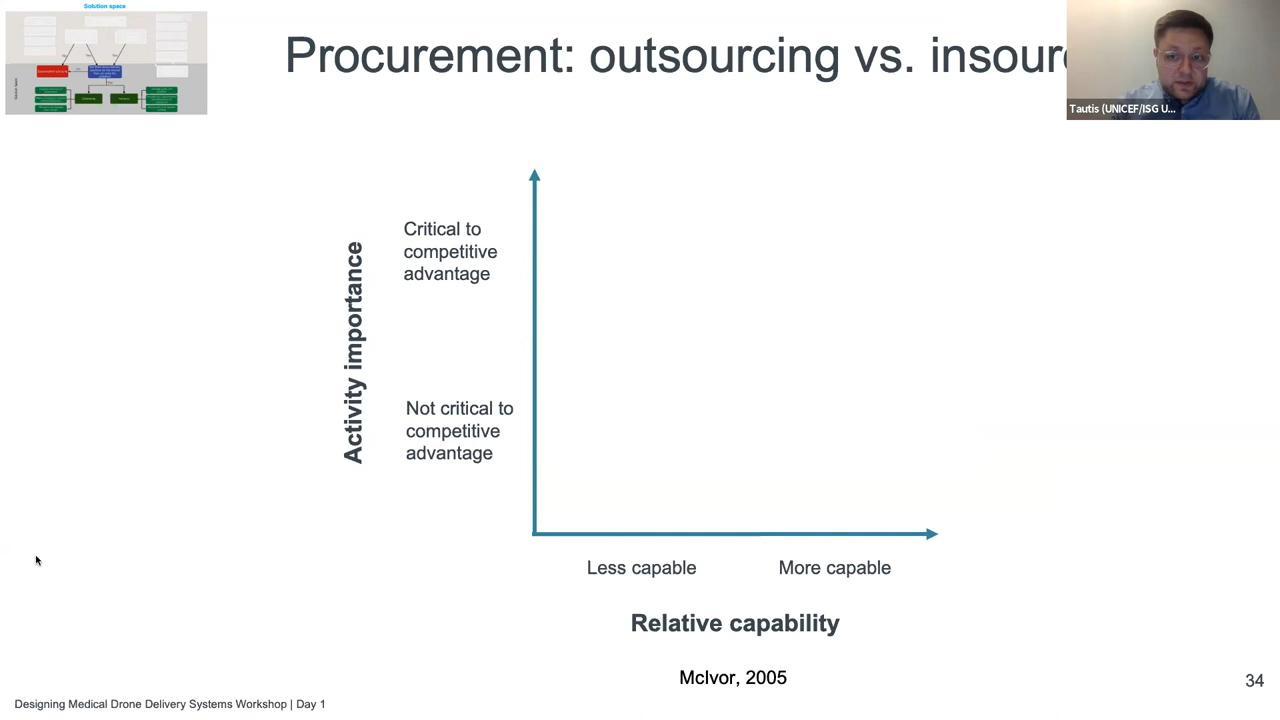 Solution space
Procurement: outsourcing vs. insour
Tautis (UNICEF/ISG U...
Critical to
competitive
advantage
Activity importance
Not critical to
competitive
advantage
Less capable
More capable
Relative capability
McIvor, 2005
34
Designing Medical Drone Delivery Systems Workshop | Day 1